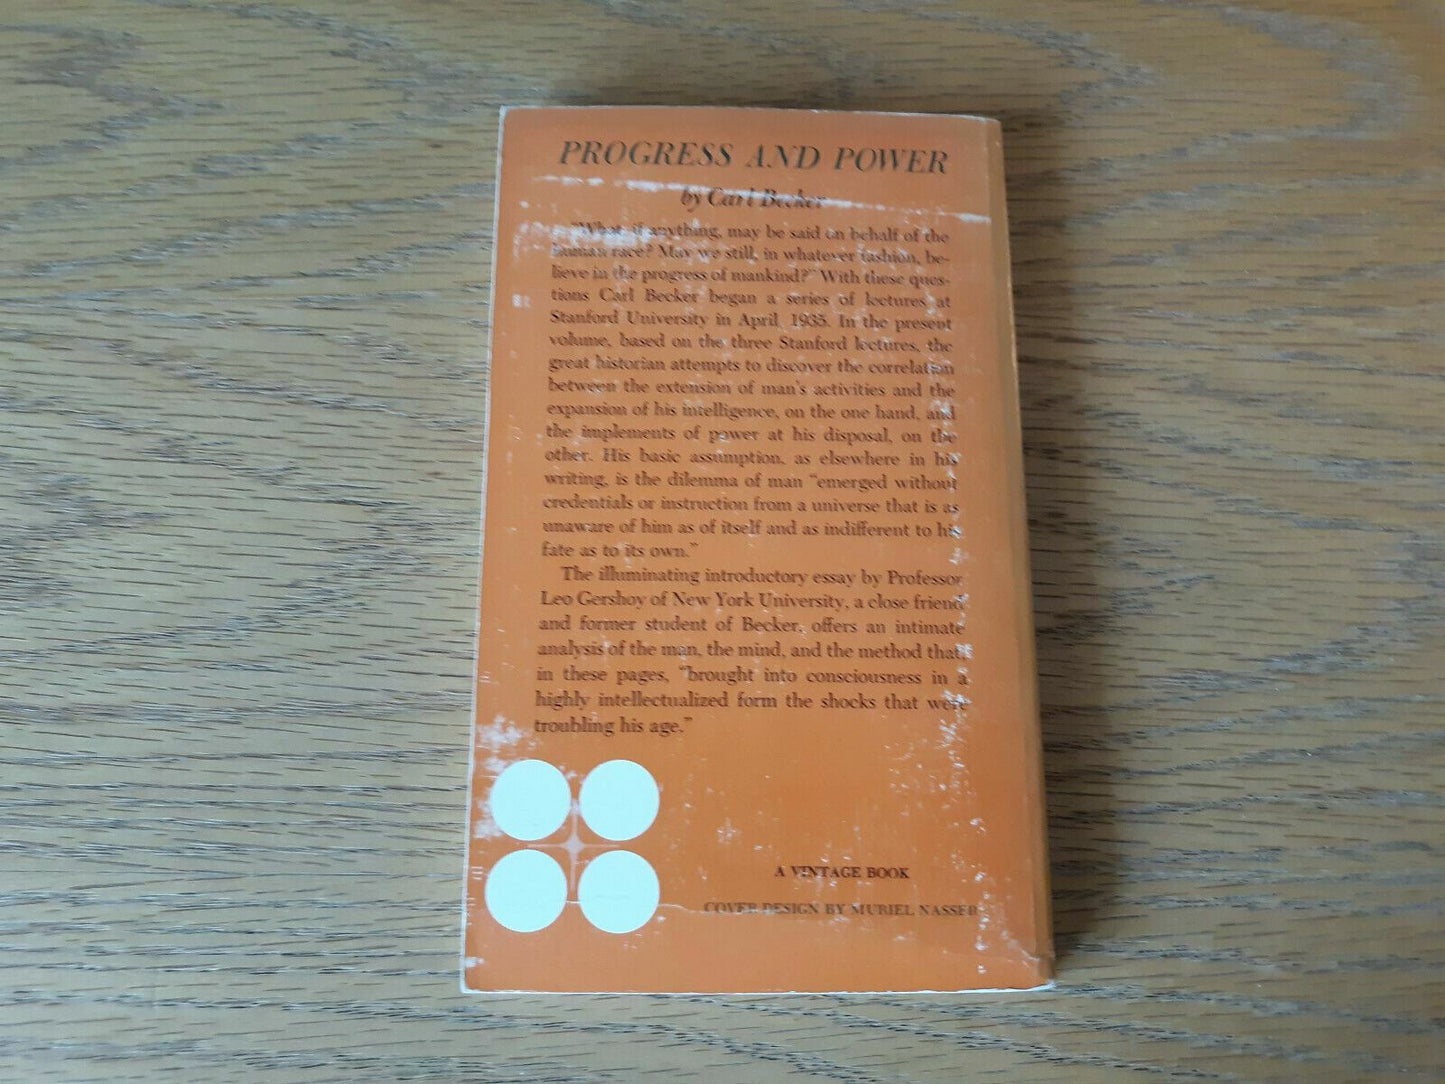 PROGRESS AND POWER
by Carl Becker
"What, if anything, may be said on behalf of the
human race? May we still, in whatever fashion, be-
lieve in the progress of mankind?" With these ques-
tions Carl Becker began a series of lectures at
Stanford University in April, 1935. In the present
volume, based on the three Stanford lectures, the
great historian attempts to discover the correlation
between the extension of man's activities and the
expansion of his intelligence, on the one hand, and
the implements of power at his disposal, on the
other. His basic assumption, as elsewhere in his
writing, is the dilemma of man "emerged without
credentials or instruction from a universe that is as
unaware of him as of itself and as indifferent to his
fate as to its own."
The illuminating introductory essay by Professor
Leo Gershoy of New York University, a close friend
and former student of Becker, offers an intimate
analysis of the man, the mind, and the method that,
in these pages, "brought into consciousness in a
highly intellectualized form the shocks that were
troubling his age."
A VINTAGE BOOK
COVER DESIGN BY MURIEL NASSER